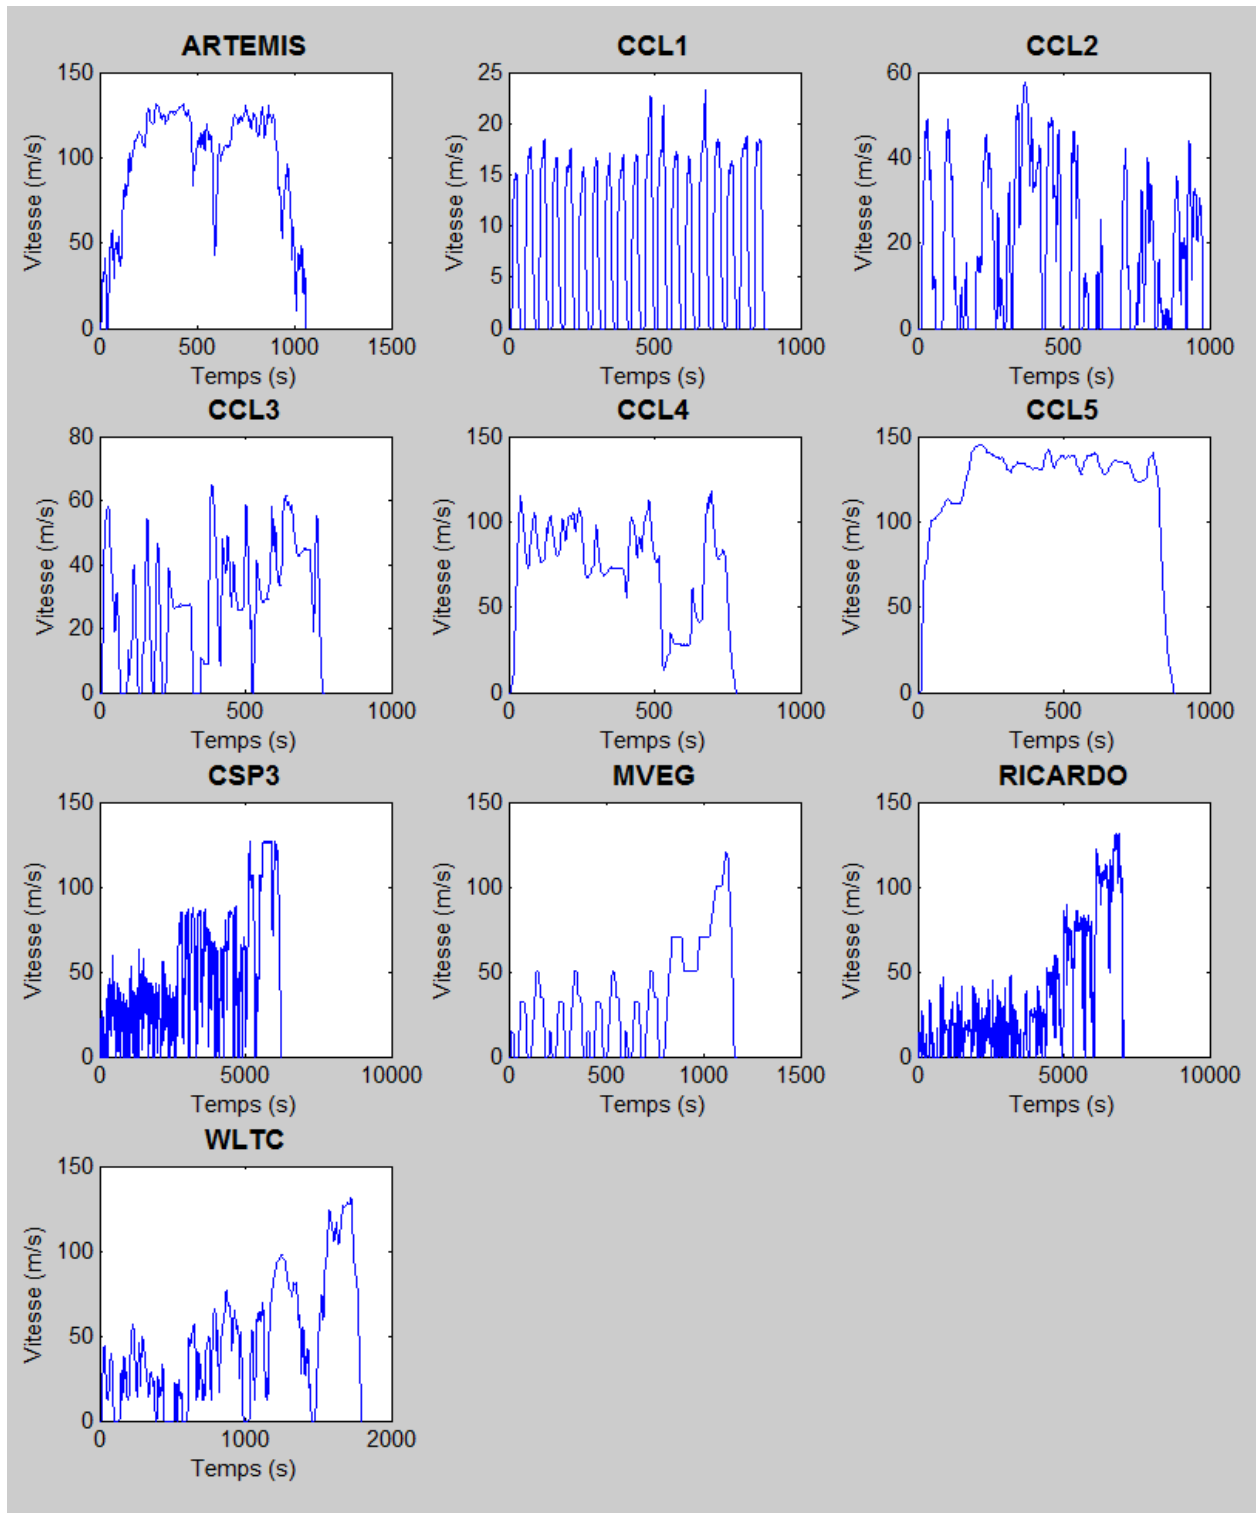 ARTEMIS
CCL1
CCL2
150
100
50
0
Vitesse (m/s)
0 500 1000 1500
Temps (s)
25
20
15
10
5
0
Vitesse (m/s)
0 500 1000
Temps (s)
60
40
20
0
Vitesse (m/s)
0 500 1000
Temps (s)
CCL3
CCL4
CCL5
80
60
40
20
0
Vitesse (m/s)
0 500 1000
Temps (s)
150
100
50
0
Vitesse (m/s)
0 500 1000
Temps (s)
150
100
50
0
Vitesse (m/s)
0 500 1000
Temps (s)
CSP3
MVEG
RICARDO
150
100
50
0
Vitesse (m/s)
0 5000 10000
Temps (s)
150
100
50
0
Vitesse (m/s)
0 500 1000 1500
Temps (s)
150
100
50
0
Vitesse (m/s)
0 5000 10000
Temps (s)
WLTC
150
100
50
0
Vitesse (m/s)
0 1000 2000
Temps (s)